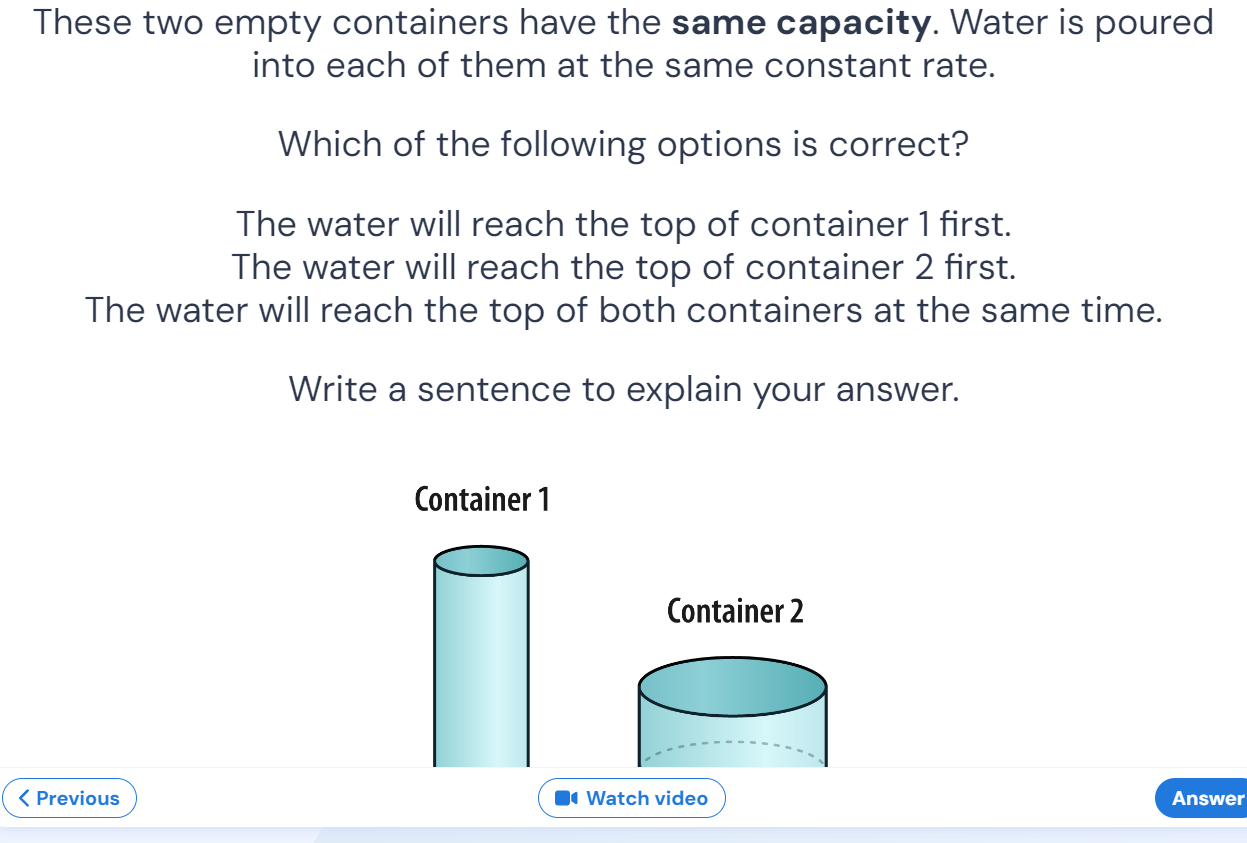 These two empty containers have the same capacity. Water is poured
into each of them at the same constant rate.
Which of the following options is correct?
The water will reach the top of container 1 first.
The water will reach the top of container 2 first.
The water will reach the top of both containers at the same time.
Write a sentence to explain your answer.
Container 1
Container 2
Previous
Watch video
Answer